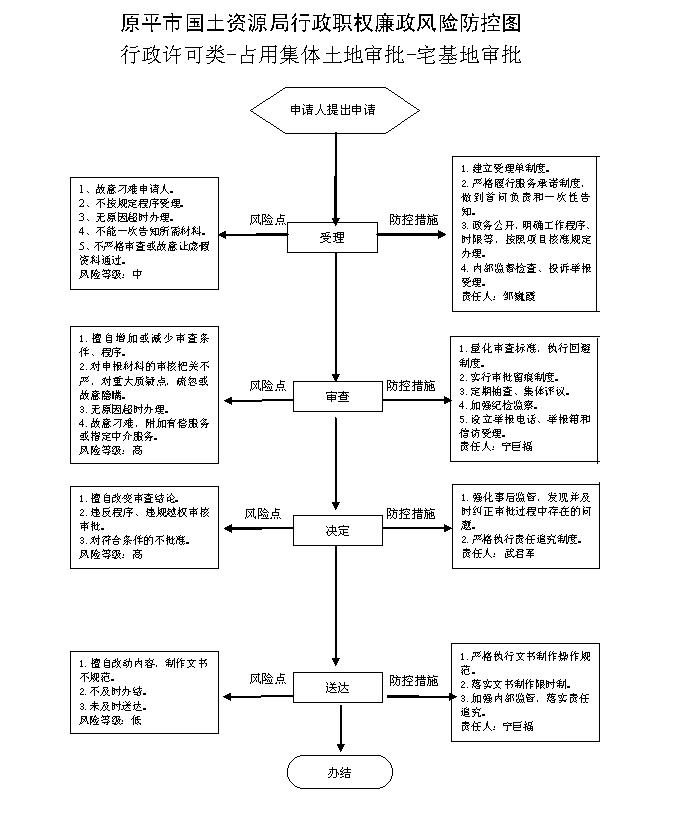 原平市国土资源局行政职权廉政风险防控图
行政许可类-占用集体土地审批-宅基地审批
申请人提出申请
1、故意刁难申请人。
2、不按规定程序受理。
3、无原因超时办理。
4、不能一次告知所需材料。
5、不严格审查或故意让虚假
资料通过。
风险等级：中
风险点
受理
防控措施
1. 建立受理单制度。
2. 严格履行服务承诺制度，
做到首问负责和一次性告
知。
3. 政务公开，明确工作程序、
时限等，按照项目核准规定
办理。
4. 内部监督检查、投诉举报
受理。
责任人：邹巍霞
1. 擅自增加或减少审查条
件、程序。
2. 对申报材料的审核把关不
严，对重大质疑点，疏忽或
故意隐瞒。
3. 无原因超时办理。
4. 故意刁难，附加有偿服务
或指定中介服务。
风险等级：高
风险点
审查
防控措施
1. 量化审查标准，执行回避
制度。
2. 实行审批留痕制度。
3. 定期抽查、集体评议。
4. 加强纪检监察。
5. 设立举报电话、举报箱和
信访受理。
责任人：宁巨福
1. 擅自改变审查结论。
2. 违反程序、违规越权审核
审批。
3. 对符合条件的不批准。
风险等级：高
风险点
决定
防控措施
1. 强化事后监管，发现并及
时纠正审批过程中存在的问
题。
2. 严格执行责任追究制度。
责任人：武君军
1. 擅自改动内容，制作文书
不规范。
2. 不及时办结。
3. 未及时送达。
风险等级：低
风险点
送达
防控措施
1. 严格执行文书制作操作规
范。
2. 落实文书制作限时制。
3. 加强内部监管，落实责任
追究。
责任人：宁巨福
办结